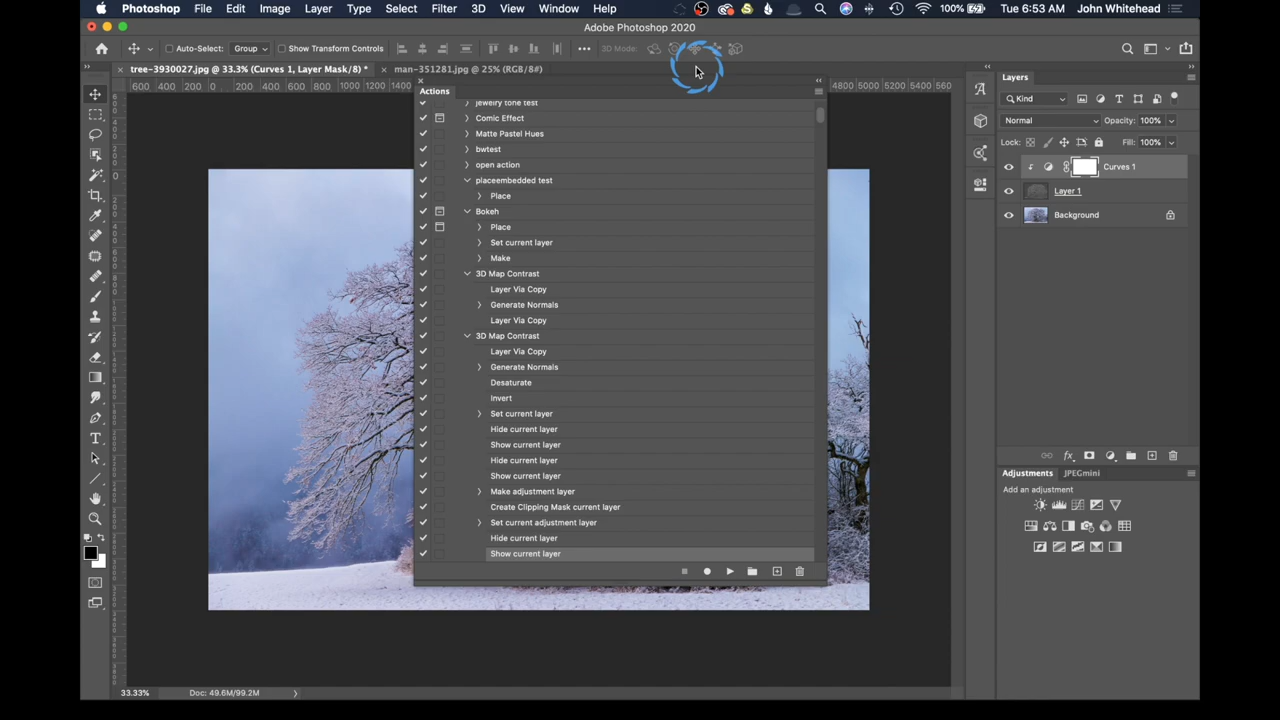 Photoshop File Edit Image Layer Type Select Filter 3D View Window Help 100% Tue 6:53 AM John Whitehead
Adobe Photoshop 2020
Auto-Select: Group Show Transform Controls 3D Mode:
tree-3930027.jpg @ 33.3% (Curves 1, Layer Mask/8) * man-351281.jpg @ 25% (RGB/8#)
600 400 200 0 200 400 600 800 1000 1200 4800 5000 5200 5400 560
Actions
jewelry tone test
Comic Effect
Matte Pastel Hues
bwtest
open action
placeembedded test
Place
Bokeh
Place
Set current layer
Make
3D Map Contrast
Layer Via Copy
Generate Normals
Layer Via Copy
3D Map Contrast
Layer Via Copy
Generate Normals
Desaturate
Invert
Set current layer
Hide current layer
Show current layer
Hide current layer
Show current layer
Make adjustment layer
Create Clipping Mask current layer
Set current adjustment layer
Hide current layer
Show current layer
Layers
Kind
Normal Opacity: 100%
Lock: Fill: 100%
Curves 1
Layer 1
Background
fx
Adjustments JPEGmini
Add an adjustment
33.33% Doc: 49.6M/99.2M